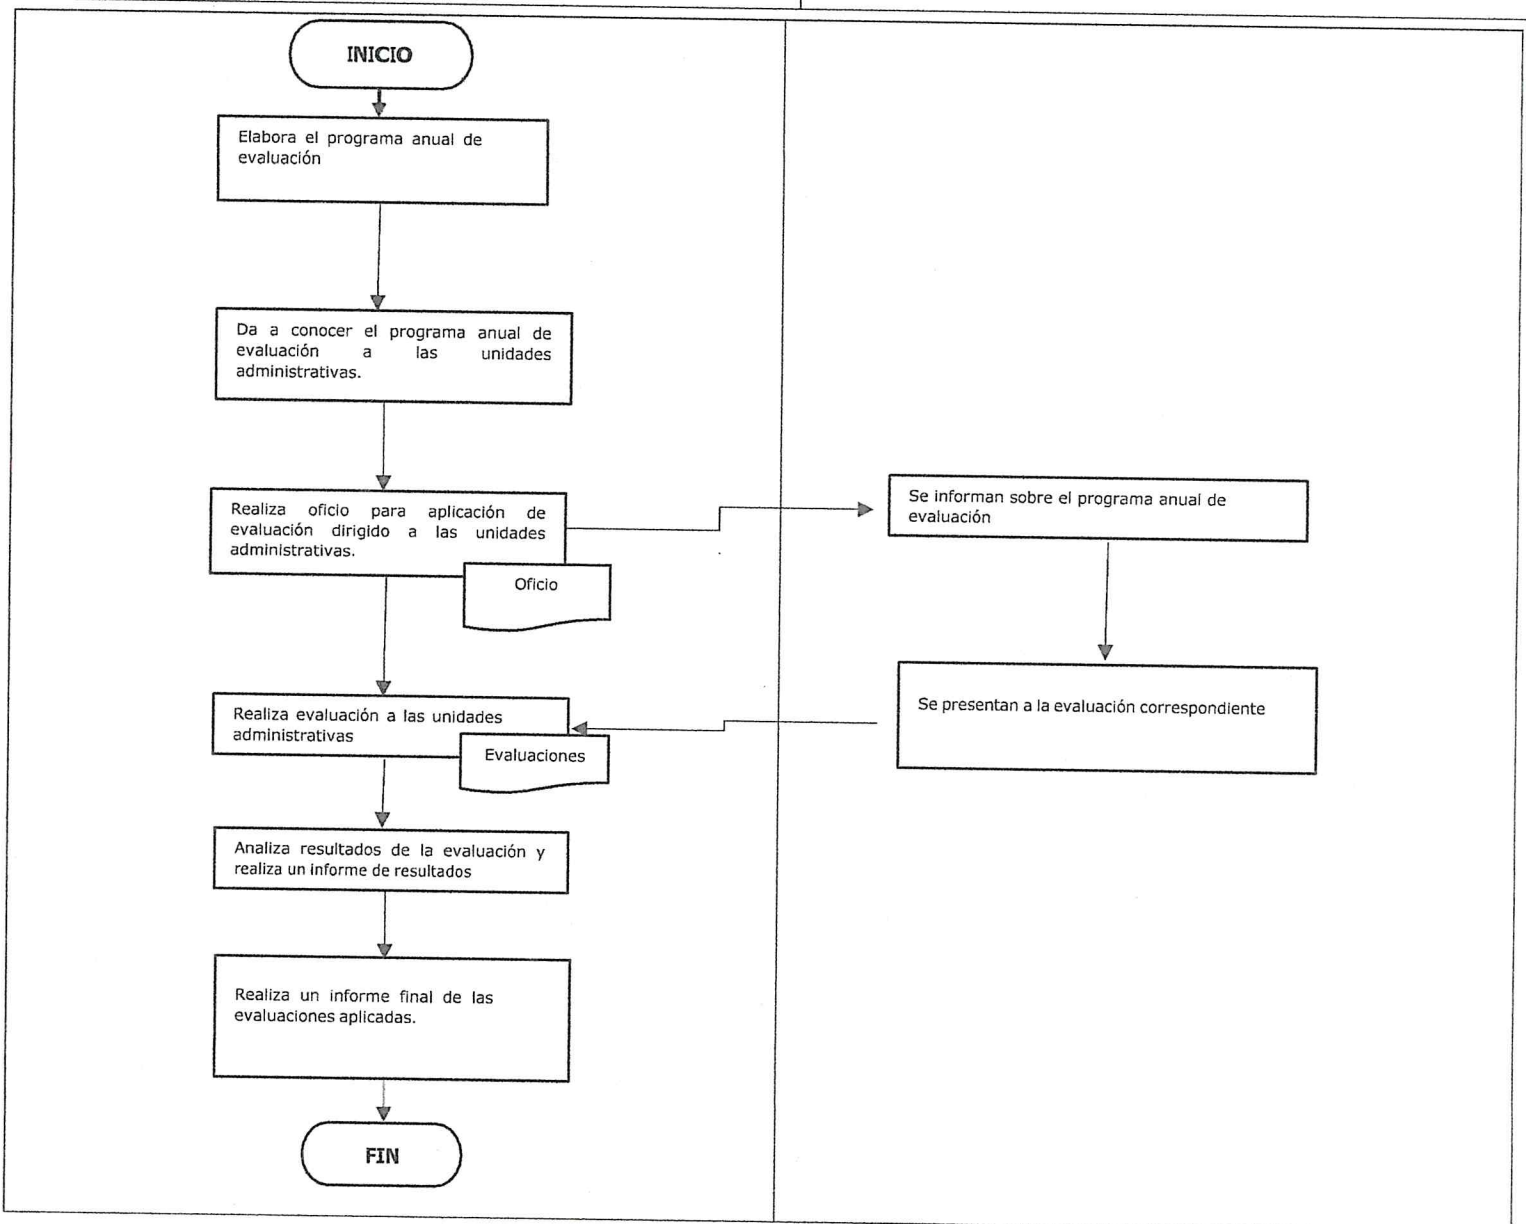 INICIO
Elabora el programa anual de
evaluación
Da a conocer el programa anual de
evaluación a las unidades
administrativas.
Realiza oficio para aplicación de
evaluación dirigido a las unidades
administrativas.
Oficio
Se informan sobre el programa anual de
evaluación
Se presentan a la evaluación correspondiente
Realiza evaluación a las unidades
administrativas
Evaluaciones
Analiza resultados de la evaluación y
realiza un informe de resultados
Realiza un informe final de las
evaluaciones aplicadas.
FIN